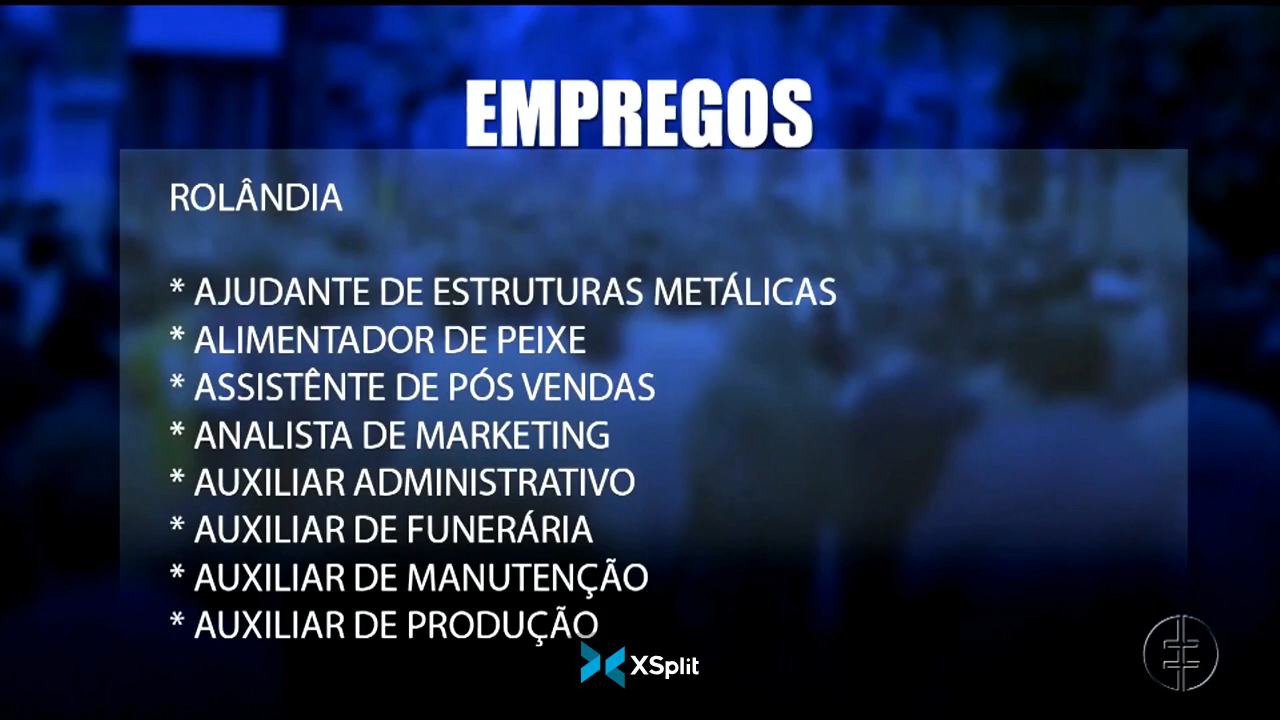 EMPREGOS
ROLÂNDIA
* AJUDANTE DE ESTRUTURAS METÁLICAS
* ALIMENTADOR DE PEIXE
* ASSISTÊNTE DE PÓS VENDAS
* ANALISTA DE MARKETING
* AUXILIAR ADMINISTRATIVO
* AUXILIAR DE FUNERÁRIA
* AUXILIAR DE MANUTENÇÃO
* AUXILIAR DE PRODUÇÃO
XSplit